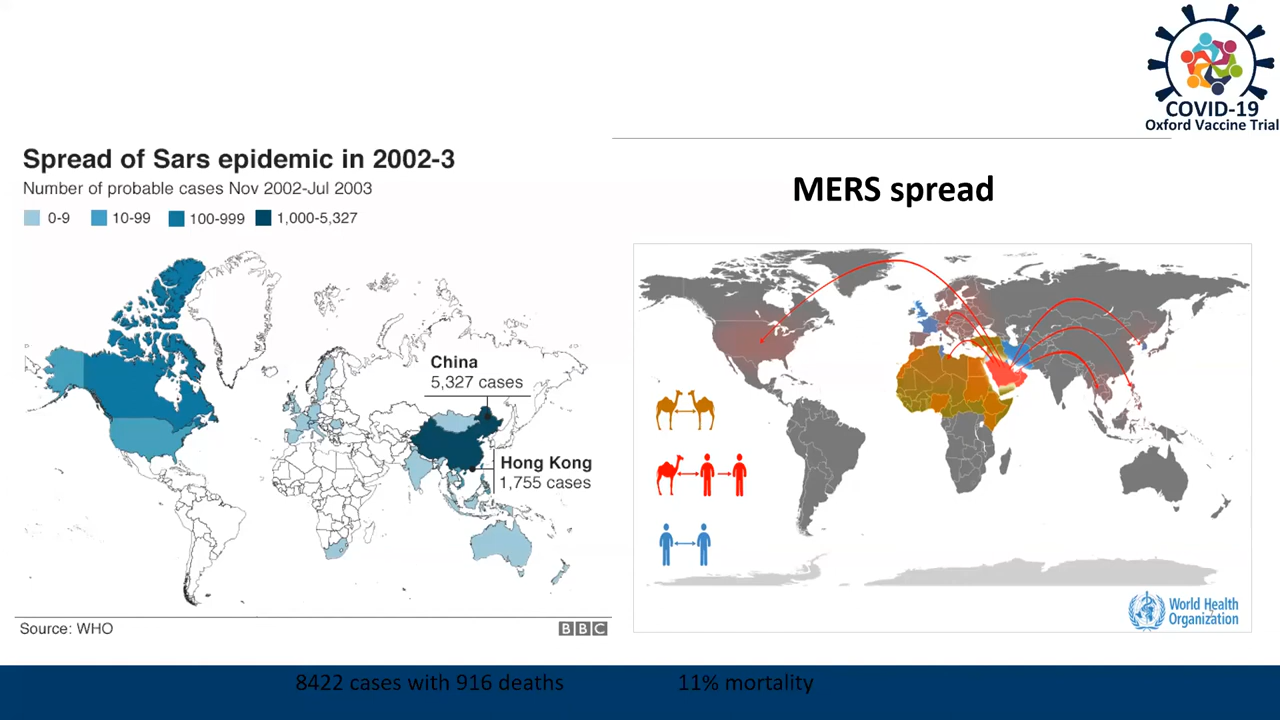 COVID-19
Oxford Vaccine Trial
Spread of Sars epidemic in 2002-3
Number of probable cases Nov 2002-Jul 2003
0-9 10-99 100-999 1,000-5,327
China
5,327 cases
Hong Kong
1,755 cases
Source: WHO
BBC
MERS spread
World Health
Organization
8422 cases with 916 deaths 11% mortality